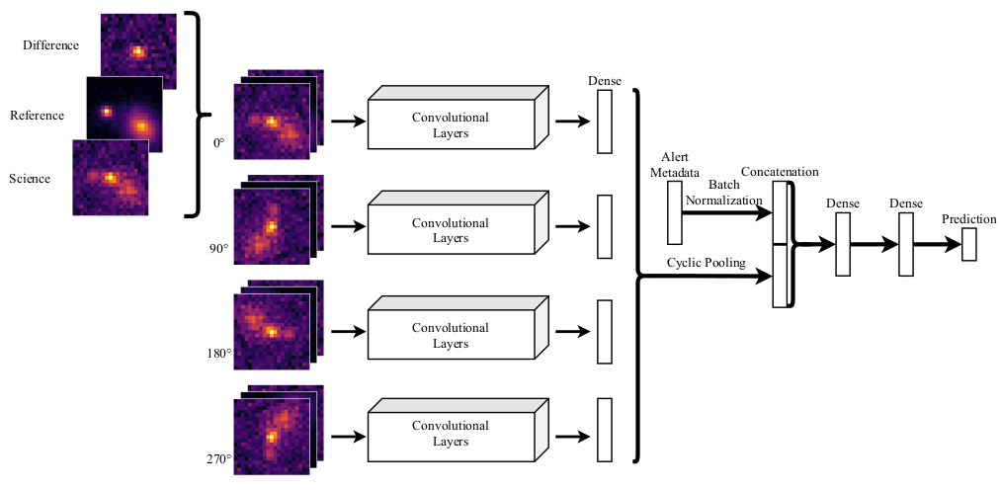 Difference
Reference
Science
0°
90°
180°
270°
Convolutional
Layers
Convolutional
Layers
Convolutional
Layers
Convolutional
Layers
Dense
Alert
Metadata
Batch
Normalization
Concatenation
Cyclic Pooling
Dense
Dense
Prediction